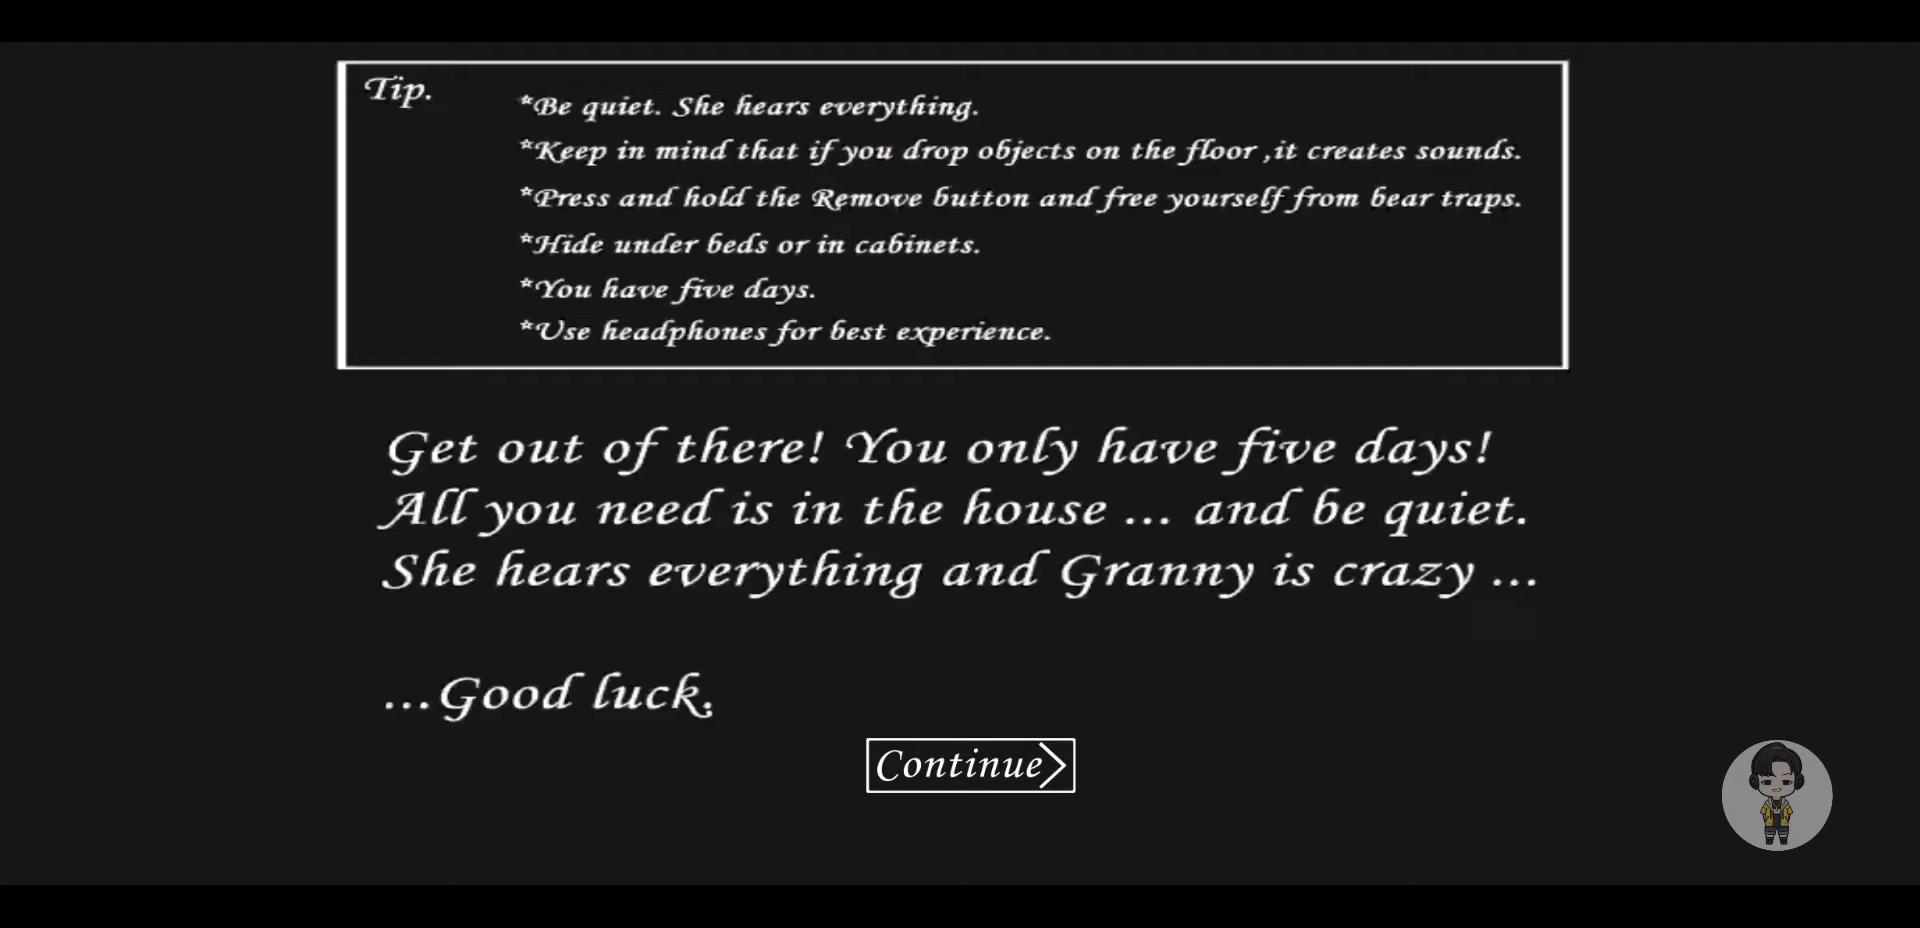 Tip.
*Be quiet. She hears everything.
*Keep in mind that if you drop objects on the floor ,it creates sounds.
*Press and hold the Remove button and free yourself from bear traps.
*Hide under beds or in cabinets.
*You have five days.
*Use headphones for best experience.
Get out of there! You only have five days!
All you need is in the house ... and be quiet.
She hears everything and Granny is crazy ...
...Good luck.
Continue